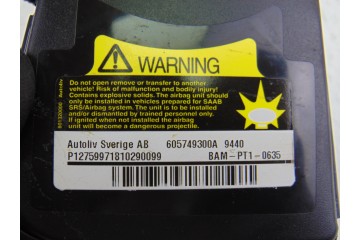 WARNING
Do not open remove or transfer to another
vehicle! Risk of malfunction and bodily injury!
Contains explosive solids. The airbag unit should
only be installed in vehicles prepared for SAAB
SRS/Airbag system. The unit is to be installed
and/or dismantled by trained personnel only.
If ignited when not installed the airbag
unit will become a dangerous projectile.
Autoliv Sverige AB 605749300A 9440
P12759971810290099 BAM-PT1-0635